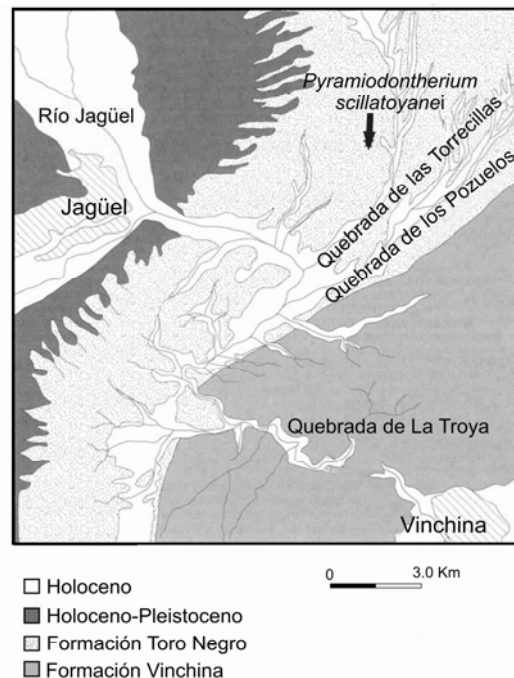 Pyramiodontherium
scillatoyanei
Río Jagüel
Jagüel
Quebrada de las Torrecillas
Quebrada de los Pozuelos
Quebrada de La Troya
Vinchina
0 3.0 Km
Holoceno
Holoceno-Pleistoceno
Formación Toro Negro
Formación Vinchina